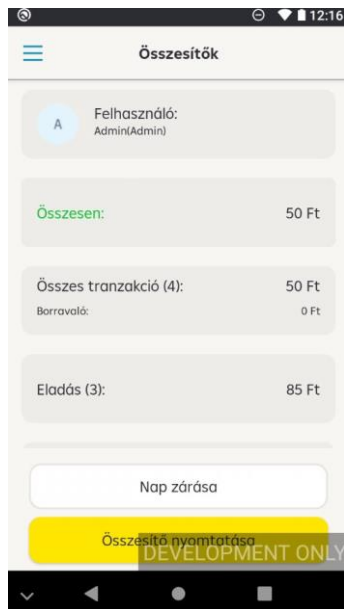 12:16
Összesítők
A
Felhasználó:
Admin(Admin)
Összesen: 50 Ft
Összes tranzakció (4): 50 Ft
Borravaló: 0 Ft
Eladás (3): 85 Ft
Nap zárása
Összesítő nyomtatása
DEVELOPMENT ONLY